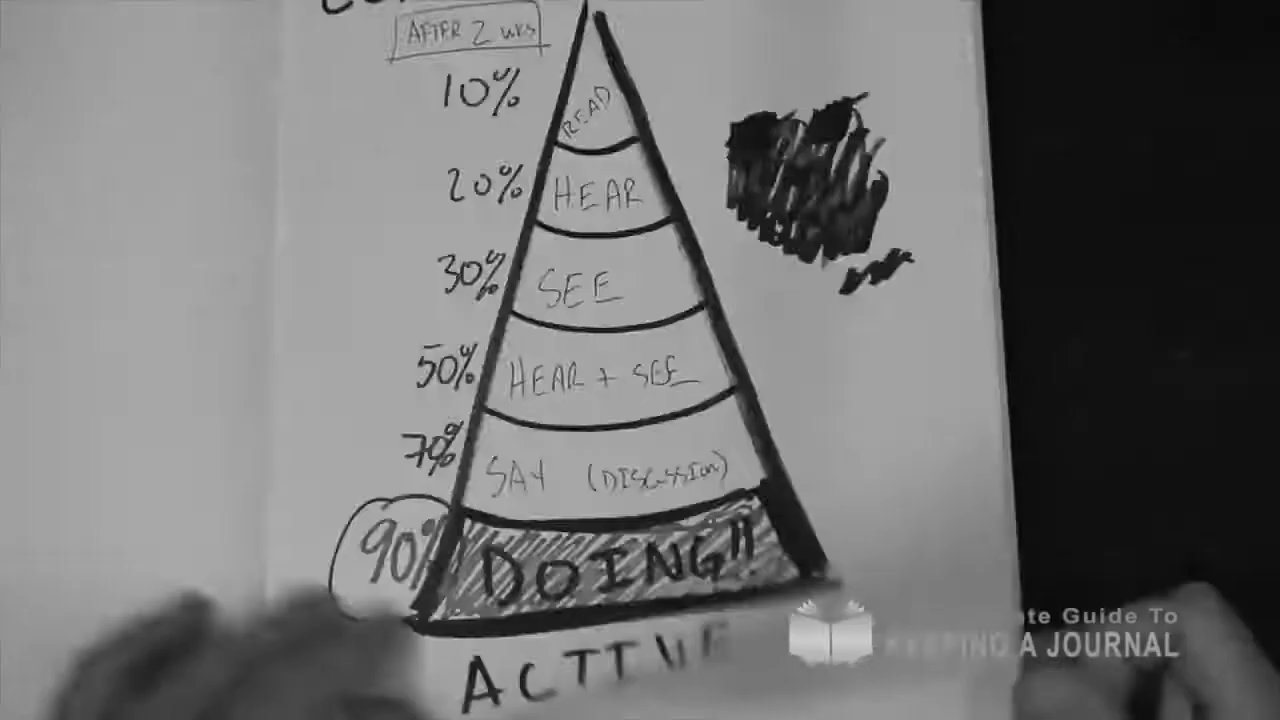 AFTER 2 WKS
10% READ
20% HEAR
30% SEE
50% HEAR + SEE
70% SAY (DISCUSSION)
90% DOING!!
ACTIVE
Guide To
KEEPING A JOURNAL